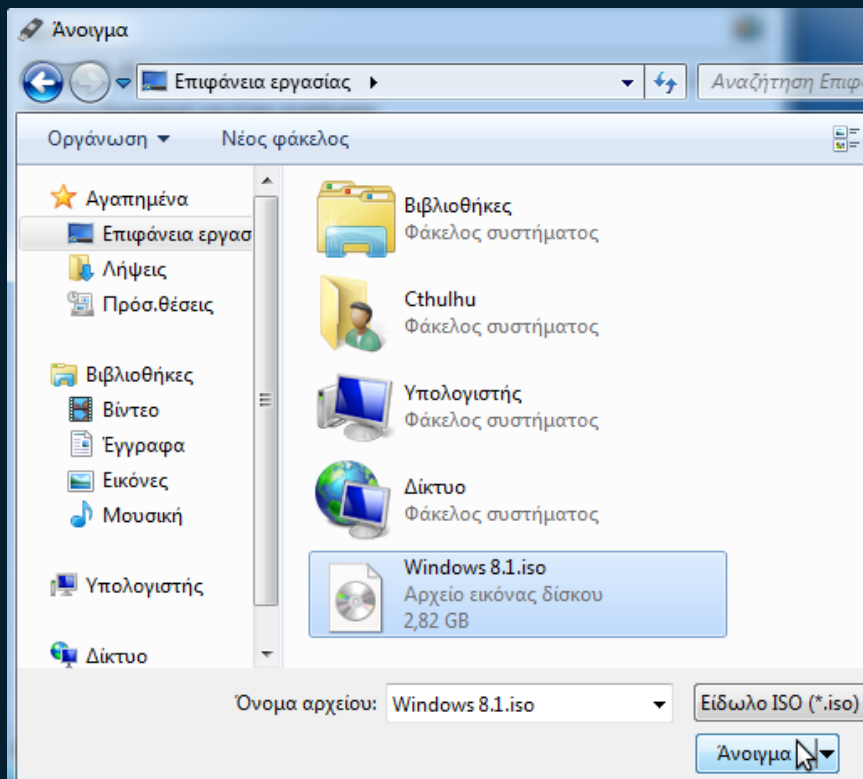 Άνοιγμα
Επιφάνεια εργασίας
Αναζήτηση Επιφ
Οργάνωση
Νέος φάκελος
Αγαπημένα
Επιφάνεια εργασ
Λήψεις
Πρόσ.θέσεις
Βιβλιοθήκες
Βίντεο
Έγγραφα
Εικόνες
Μουσική
Υπολογιστής
Δίκτυο
Βιβλιοθήκες
Φάκελος συστήματος
Cthulhu
Φάκελος συστήματος
Υπολογιστής
Φάκελος συστήματος
Δίκτυο
Φάκελος συστήματος
Windows 8.1.iso
Αρχείο εικόνας δίσκου
2,82 GB
Όνομα αρχείου: Windows 8.1.iso
Είδωλο ISO (*.iso)
Άνοιγμα